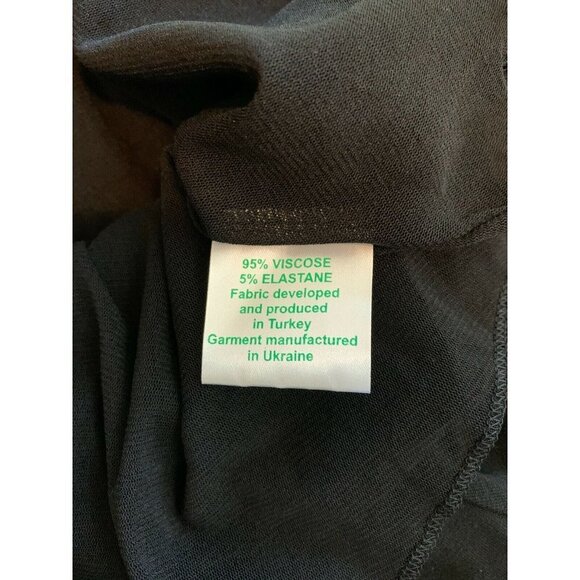 95% VISCOSE
5% ELASTANE
Fabric developed
and produced
in Turkey
Garment manufactured
in Ukraine